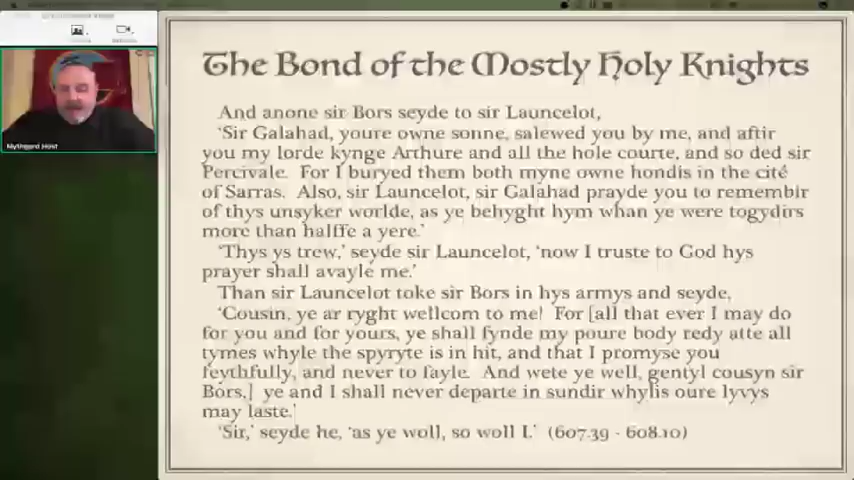 The Bond of the Mostly Holy Knights
And anone sir Bors seyde to sir Launcelot,
'Sir Galahad, youre owne sonne, salewed you by me, and aftir
you my lorde kynge Arthure and all the hole courte, and so ded sir
Percivale. For I buryed them both myne owne hondis in the cité
of Sarras. Also, sir Launcelot, sir Galahad prayde you to remembir
of thys unsyker worlde, as ye behyght hym whan ye were togydirs
more than halffe a yere.'
'Thys ys trew,' seyde sir Launcelot, 'now I truste to God hys
prayer shall avayle me.'
Than sir Launcelot toke sir Bors in hys armys and seyde,
'Cousin, ye ar ryght wellcom to me! For [all that ever I may do
for you and for yours, ye shall fynde my poure body redy atte all
tymes whyle the spyryte is in hit, and that I promyse you
feythfully, and never to fayle. And wete ye well, gentyl cousyn sir
Bors,] ye and I shall never departe in sundir whylis oure lyvys
may laste.'
'Sir,' seyde he, 'as ye woll, so woll I.' (607.39 - 608.10)
Mythgard Host